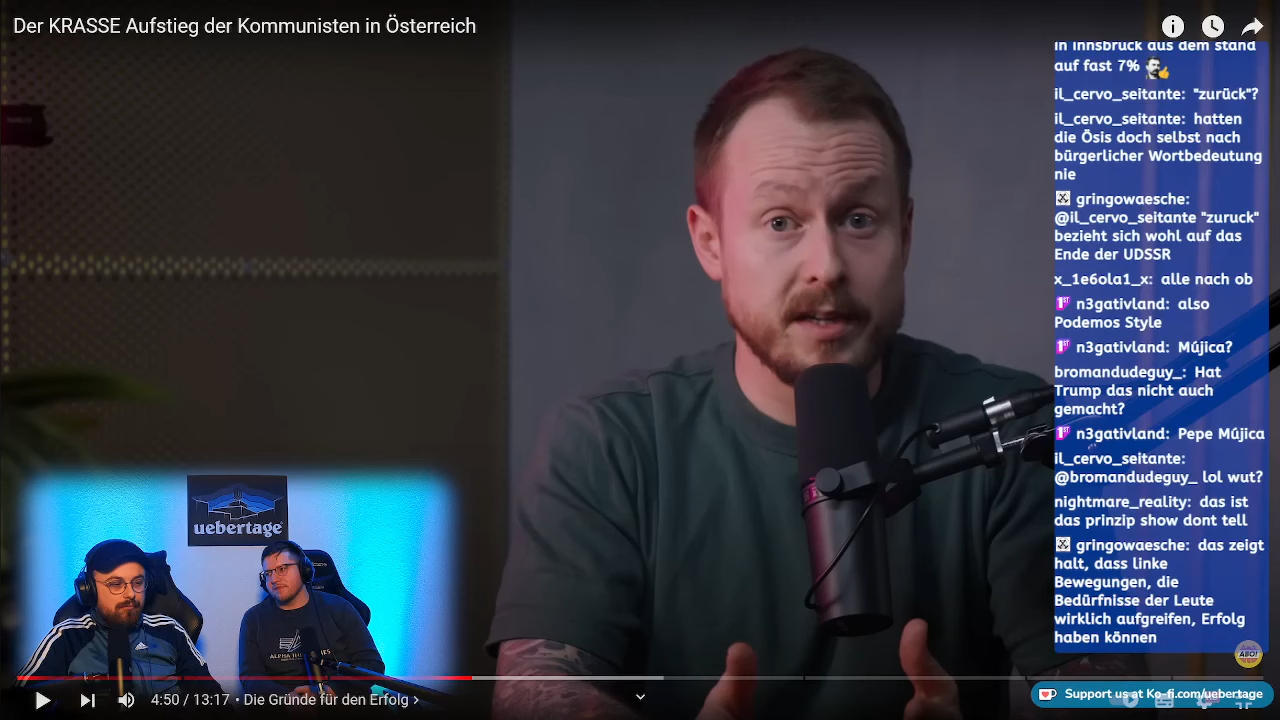 Der KRASSE Aufstieg der Kommunisten in Österreich
in Innsbruck aus dem stand
auf fast 7%
il_cervo_seitante: "zurück"?
il_cervo_seitante: hatten
die Ösis doch selbst nach
bürgerlicher Wortbedeutung
nie
gringowaesche:
@il_cervo_seitante "zuruck"
bezieht sich wohl auf das
Ende der UDSSR
x_1e6ola1_x: alle nach ob
1ST n3gativland: also
Podemos Style
1ST n3gativland: Mújica?
bromandudeguy_: Hat
Trump das nicht auch
gemacht?
1ST n3gativland: Pepe Mújica
il_cervo_seitante:
@bromandudeguy_ lol wut?
nightmare_reality: das ist
das prinzip show dont tell
gringowaesche: das zeigt
halt, dass linke
Bewegungen, die
Bedürfnisse der Leute
wirklich aufgreifen, Erfolg
haben können
ABO!
uebertage
4:50 / 13:17 • Die Gründe für den Erfolg
Support us at Ko-fi.com/uebertage